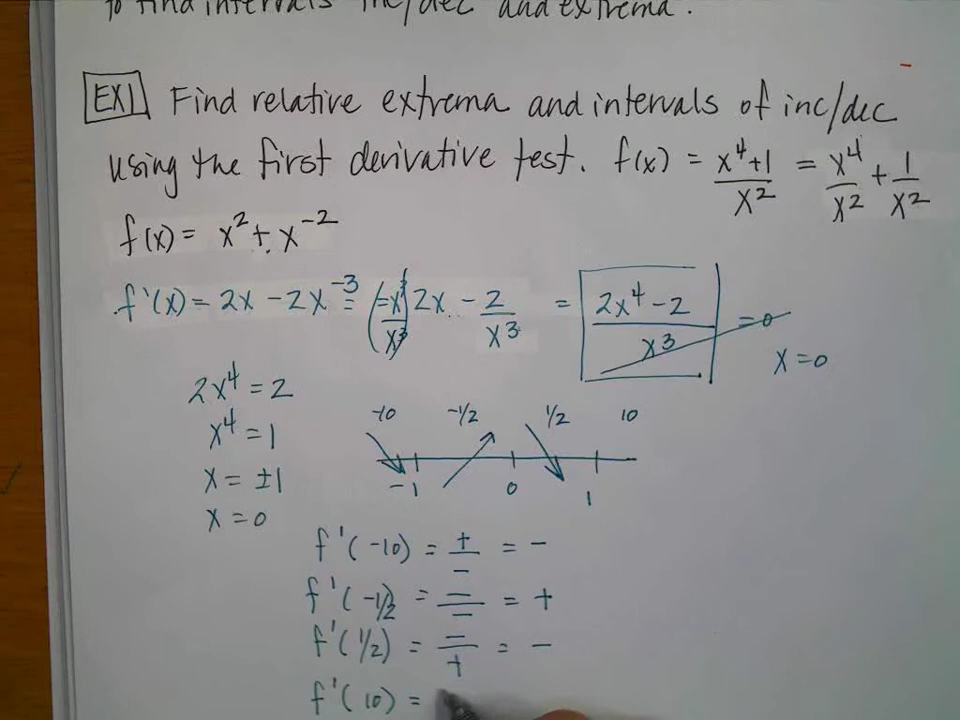 to find intervals inc/dec and extrema.
EX1 Find relative extrema and intervals of inc/dec
using the first derivative test. f(x) = (x⁴+1)/x² = x⁴/x² + 1/x²
f(x) = x² + x⁻²
f'(x) = 2x - 2x⁻³ = (x³/x³) 2x - 2/x³ = (2x⁴ - 2)/x³ = 0
x = 0
2x⁴ = 2
x⁴ = 1
x = ±1
x = 0
-10 -1/2 1/2 10
-1 0 1
f'(-10) = +/- = -
f'(-1/2) = -/- = +
f'(1/2) = -/+ = -
f'(10) =